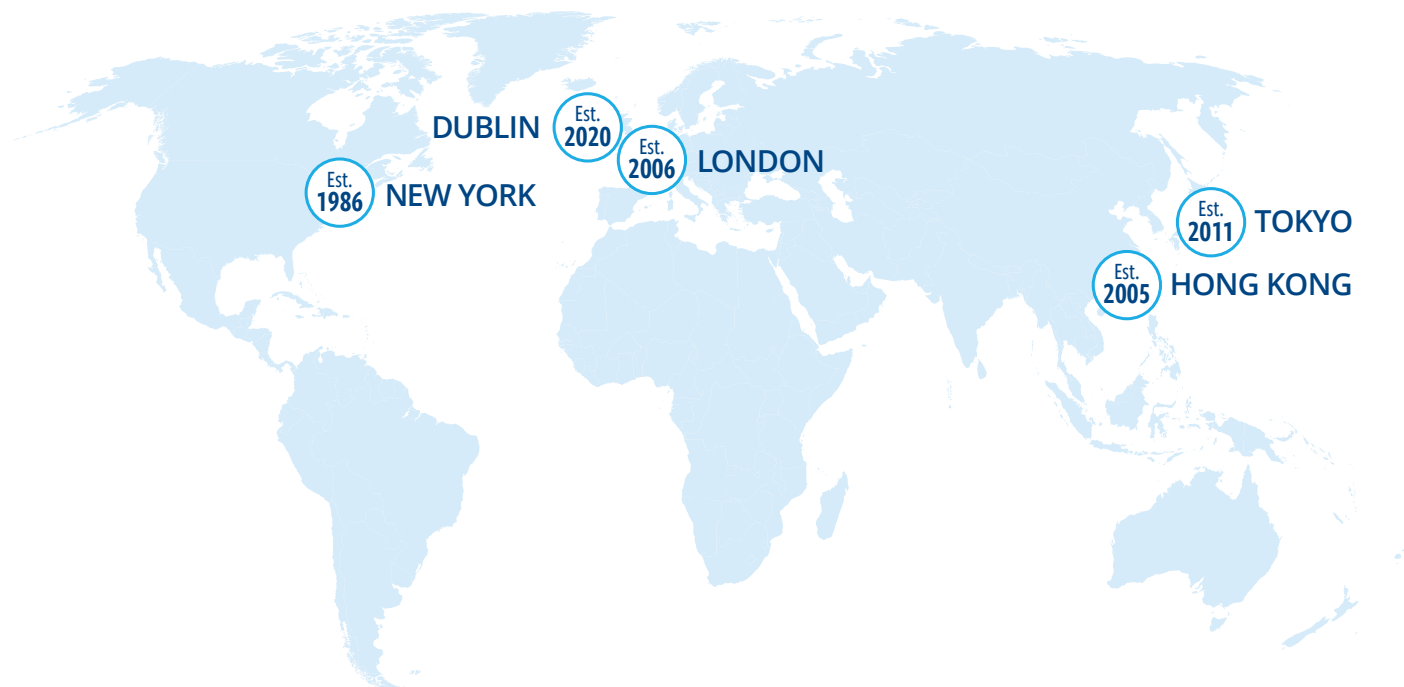 DUBLIN
Est.
2020
Est.
2006
LONDON
Est.
1986
NEW YORK
Est.
2011
TOKYO
Est.
2005
HONG KONG